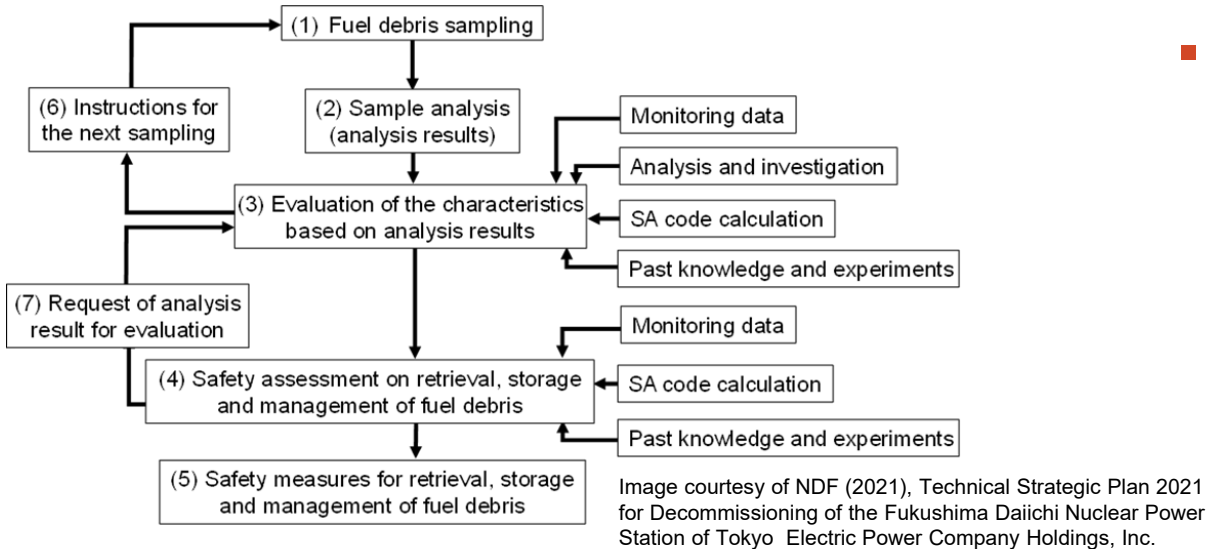 (1) Fuel debris sampling
(6) Instructions for
the next sampling
(2) Sample analysis
(analysis results)
Monitoring data
Analysis and investigation
(3) Evaluation of the characteristics
based on analysis results
SA code calculation
Past knowledge and experiments
(7) Request of analysis
result for evaluation
Monitoring data
(4) Safety assessment on retrieval, storage
and management of fuel debris
SA code calculation
Past knowledge and experiments
(5) Safety measures for retrieval, storage
and management of fuel debris
Image courtesy of NDF (2021), Technical Strategic Plan 2021
for Decommissioning of the Fukushima Daiichi Nuclear Power
Station of Tokyo Electric Power Company Holdings, Inc.